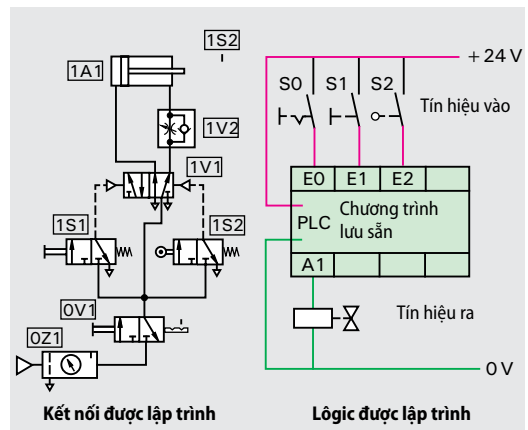 1S2
1A1
1V2
1V1
1S1
1S2
0V1
0Z1
Kết nối được lập trình
+ 24 V
S0 S1 S2
Tín hiệu vào
E0 E1 E2
PLC
Chương trình
lưu sẵn
A1
Tín hiệu ra
0 V
Lôgic được lập trình